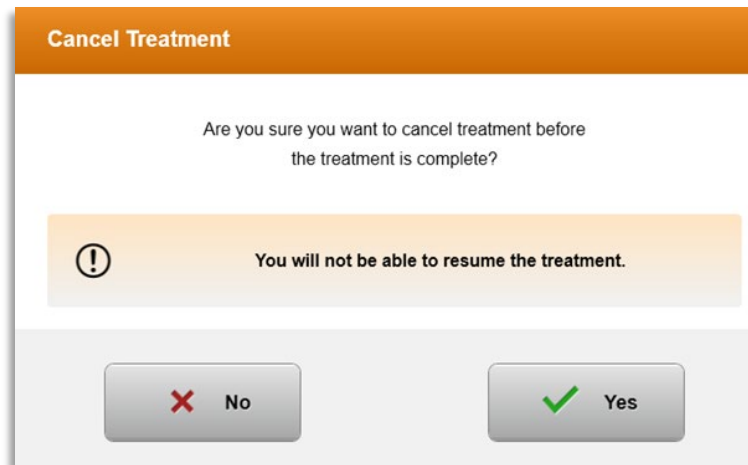 Cancel Treatment
Are you sure you want to cancel treatment before
the treatment is complete?
You will not be able to resume the treatment.
No
Yes